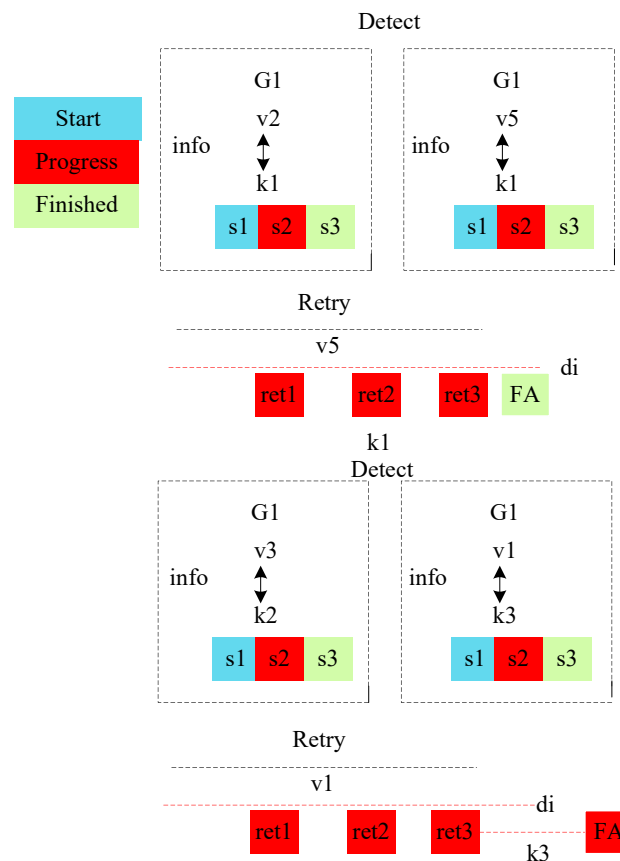 Detect
Start
Progress
Finished
G1
v2
info
k1
s1 s2 s3
G1
v5
info
k1
s1 s2 s3
Retry
v5
di
ret1 ret2 ret3 FA
k1
Detect
G1
v3
info
k2
s1 s2 s3
G1
v1
info
k3
s1 s2 s3
Retry
v1
di
ret1 ret2 ret3 FA
k3